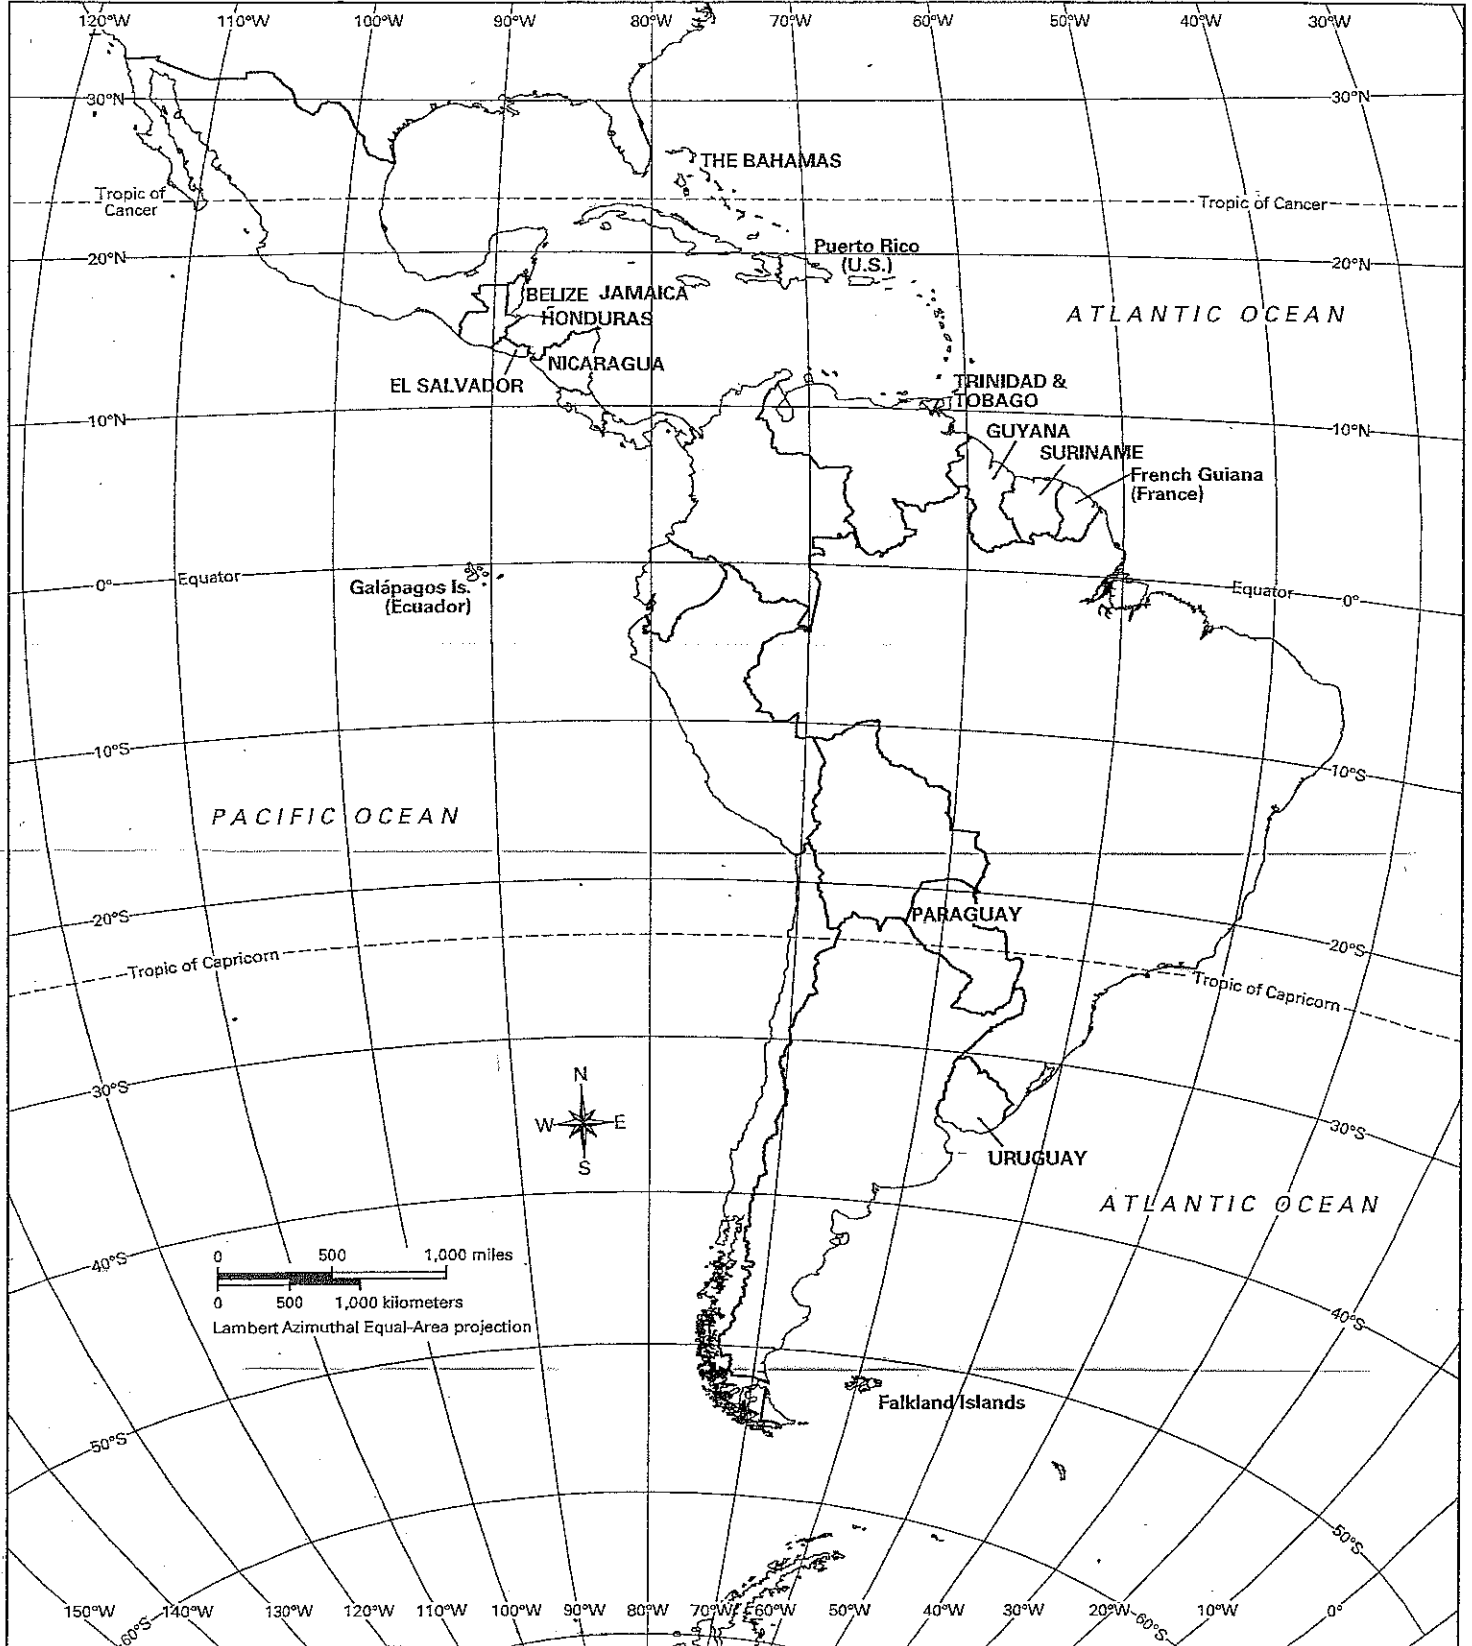 120°W 110°W 100°W 90°W 80°W 70°W 60°W 50°W 40°W 30°W
30°N 30°N
THE BAHAMAS
Tropic of
Cancer
Tropic of Cancer
20°N 20°N
Puerto Rico
(U.S.)
BELIZE JAMAICA
HONDURAS
ATLANTIC OCEAN
NICARAGUA
EL SALVADOR
TRINIDAD &
TOBAGO
10°N 10°N
GUYANA
SURINAME
French Guiana
(France)
0° Equator
Galápagos Is.
(Ecuador)
Equator 0°
10°S 10°S
PACIFIC OCEAN
20°S 20°S
PARAGUAY
Tropic of Capricorn
Tropic of Capricorn
30°S 30°S
N
W E
S
URUGUAY
ATLANTIC OCEAN
40°S 40°S
0 500 1,000 miles
0 500 1,000 kilometers
Lambert Azimuthal Equal-Area projection
Falkland Islands
50°S 50°S
150°W 140°W 130°W 120°W 110°W 100°W 90°W 80°W 70°W 60°W 50°W 40°W 30°W 20°W 10°W 0°
60°S 60°S